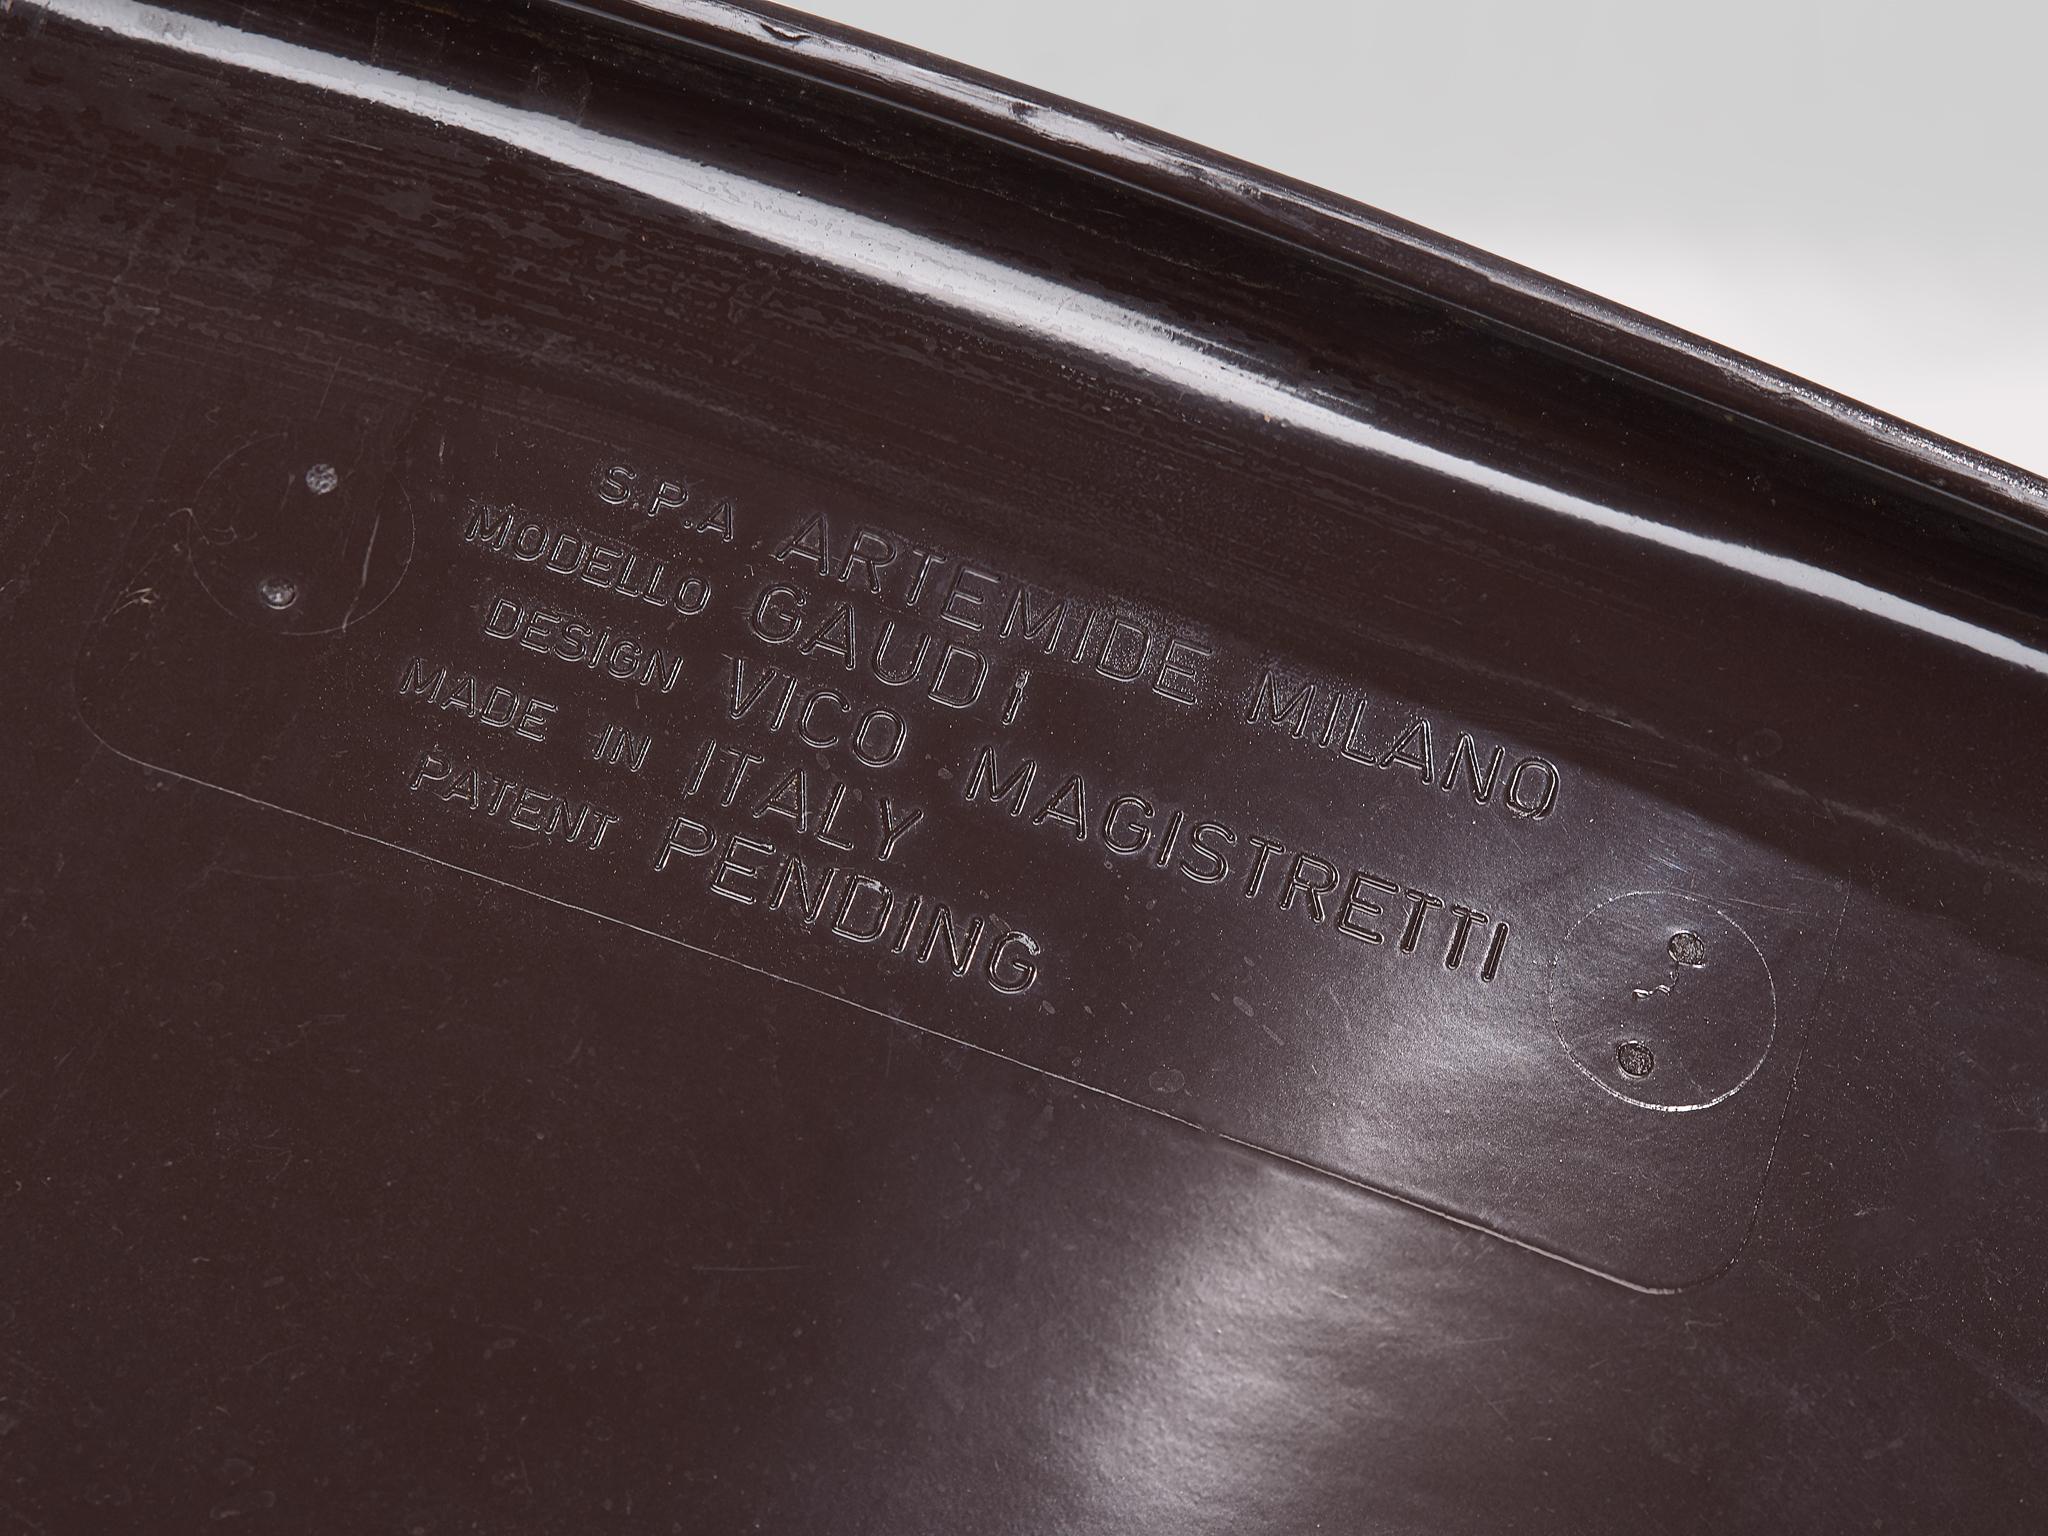 S.P.A ARTEMIDE MILANO
MODELLO GAUDI
DESIGN VICO MAGISTRETTI
MADE IN ITALY
PATENT PENDING